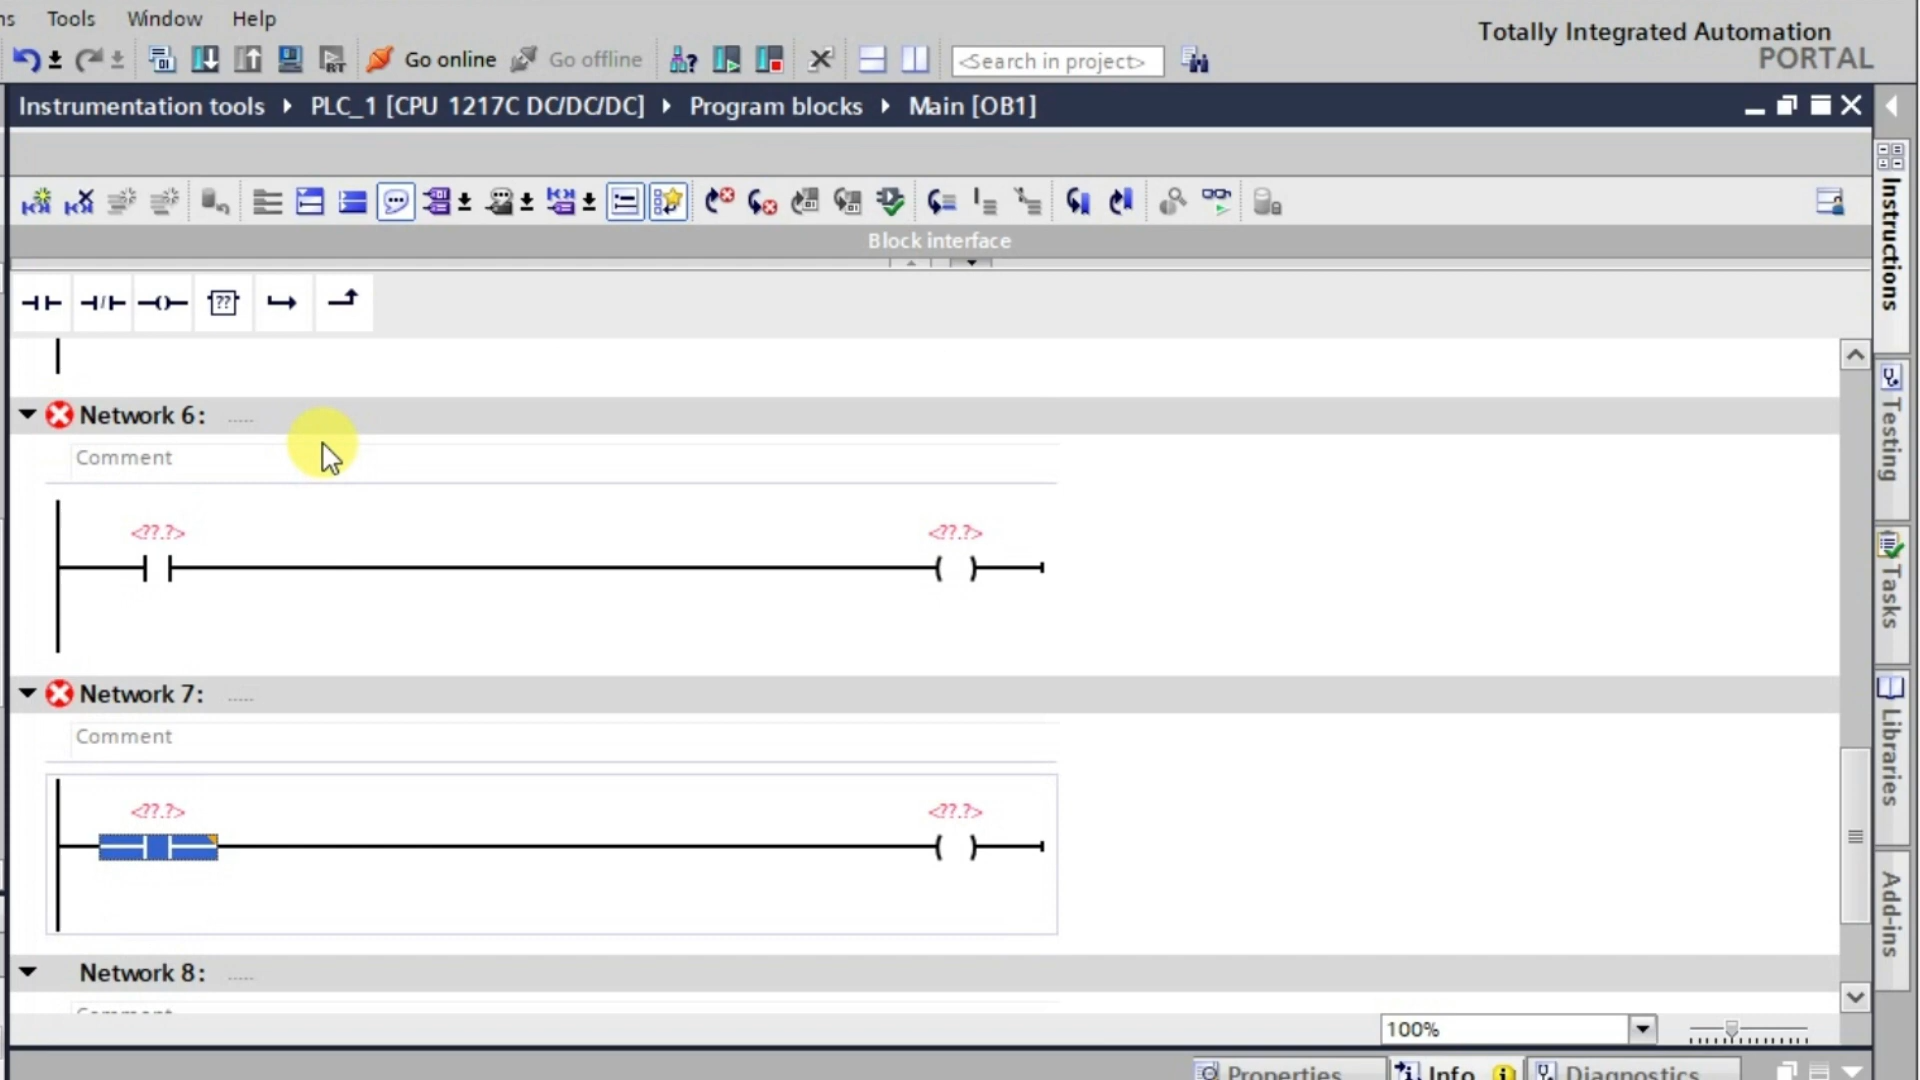 ns Tools Window Help
Totally Integrated Automation
PORTAL
Go online Go offline <Search in project>
Instrumentation tools PLC_1 [CPU 1217C DC/DC/DC] Program blocks Main [OB1]
Block interface
??
Network 6: .....
Comment
<??.?> <??.?>
Network 7: .....
Comment
<??.?> <??.?>
Network 8: .....
Comment
100%
Properties Info Diagnostics
Instructions
Testing
Tasks
Libraries
Add-ins